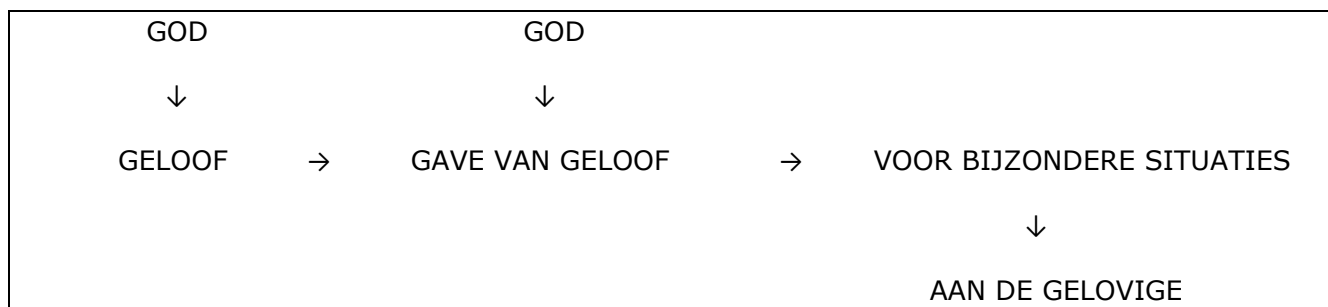 GOD GOD
↓ ↓
GELOOF → GAVE VAN GELOOF → VOOR BIJZONDERE SITUATIES
↓
AAN DE GELOVIGE